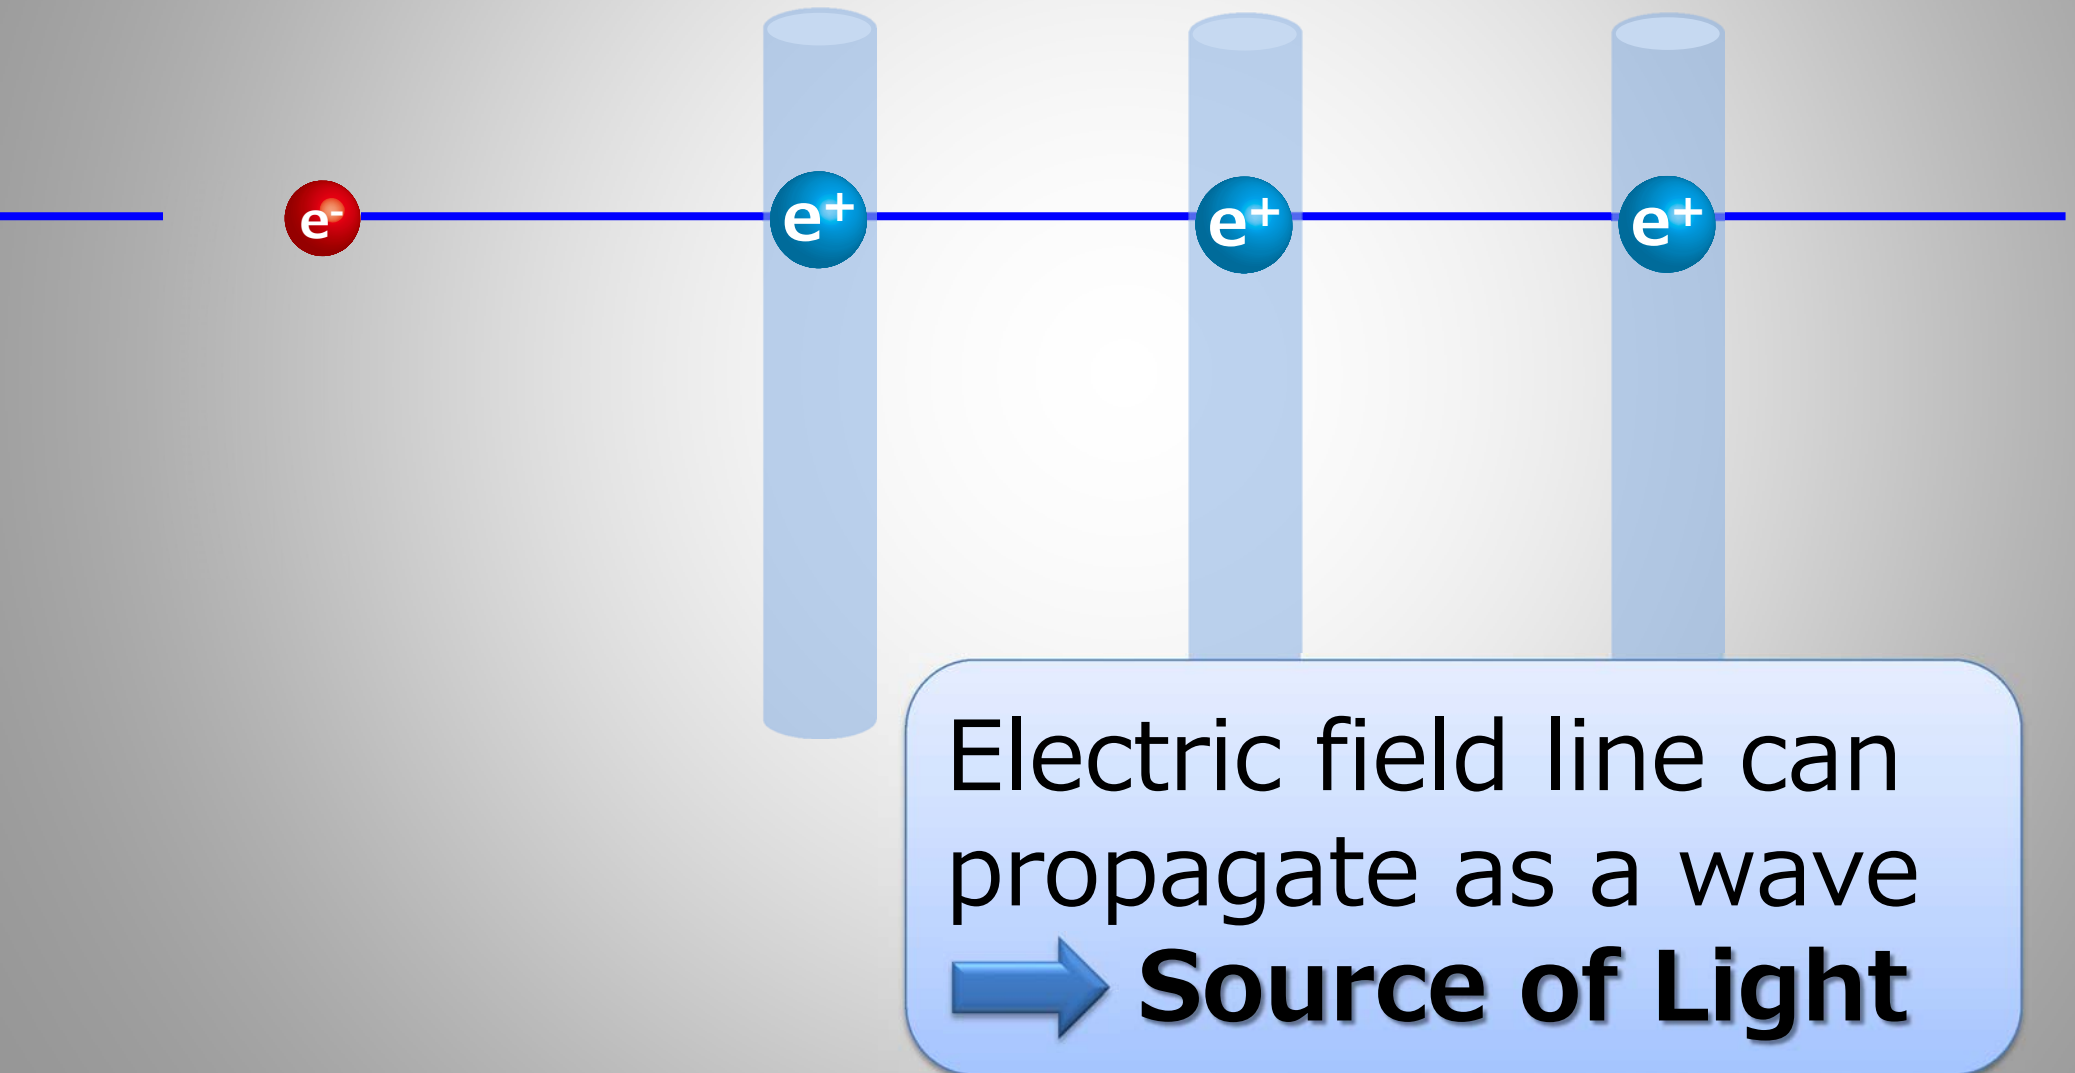 e⁻ e⁺ e⁺ e⁺
Electric field line can
propagate as a wave
Source of Light